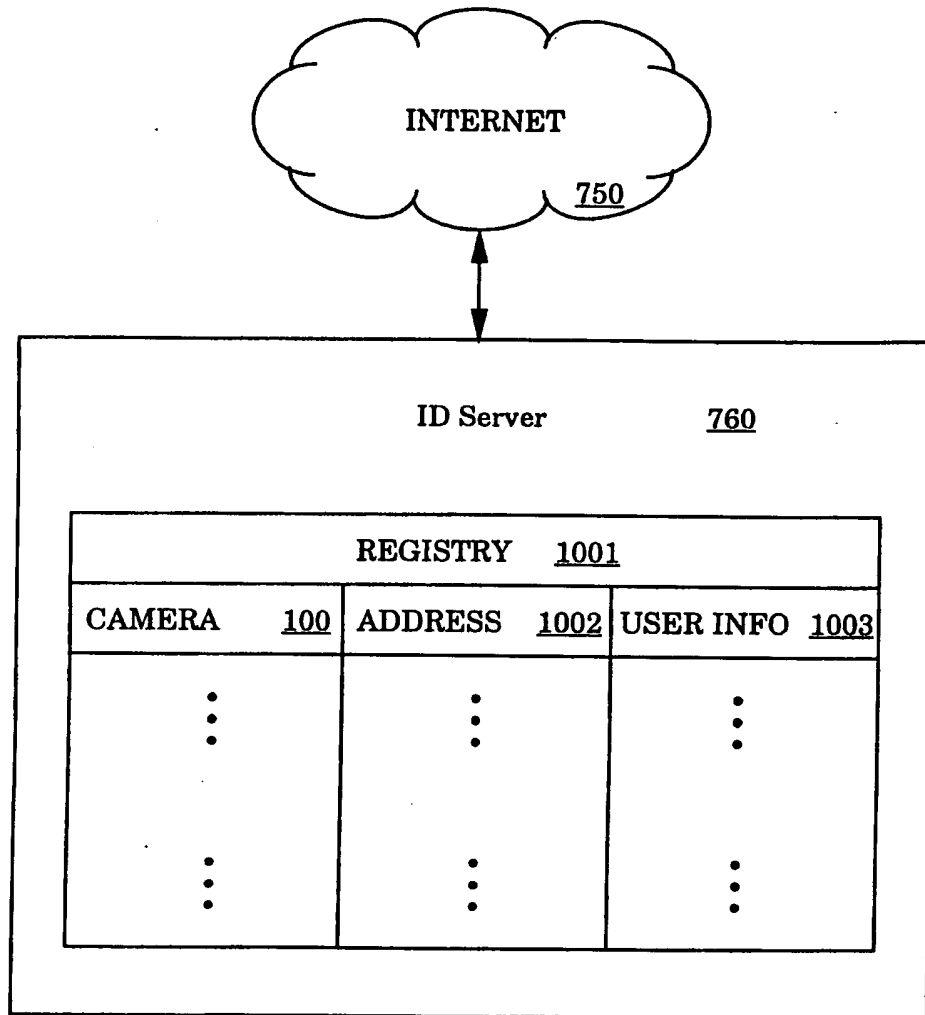 INTERNET
750
ID Server 760
REGISTRY 1001
CAMERA 100 ADDRESS 1002 USER INFO 1003